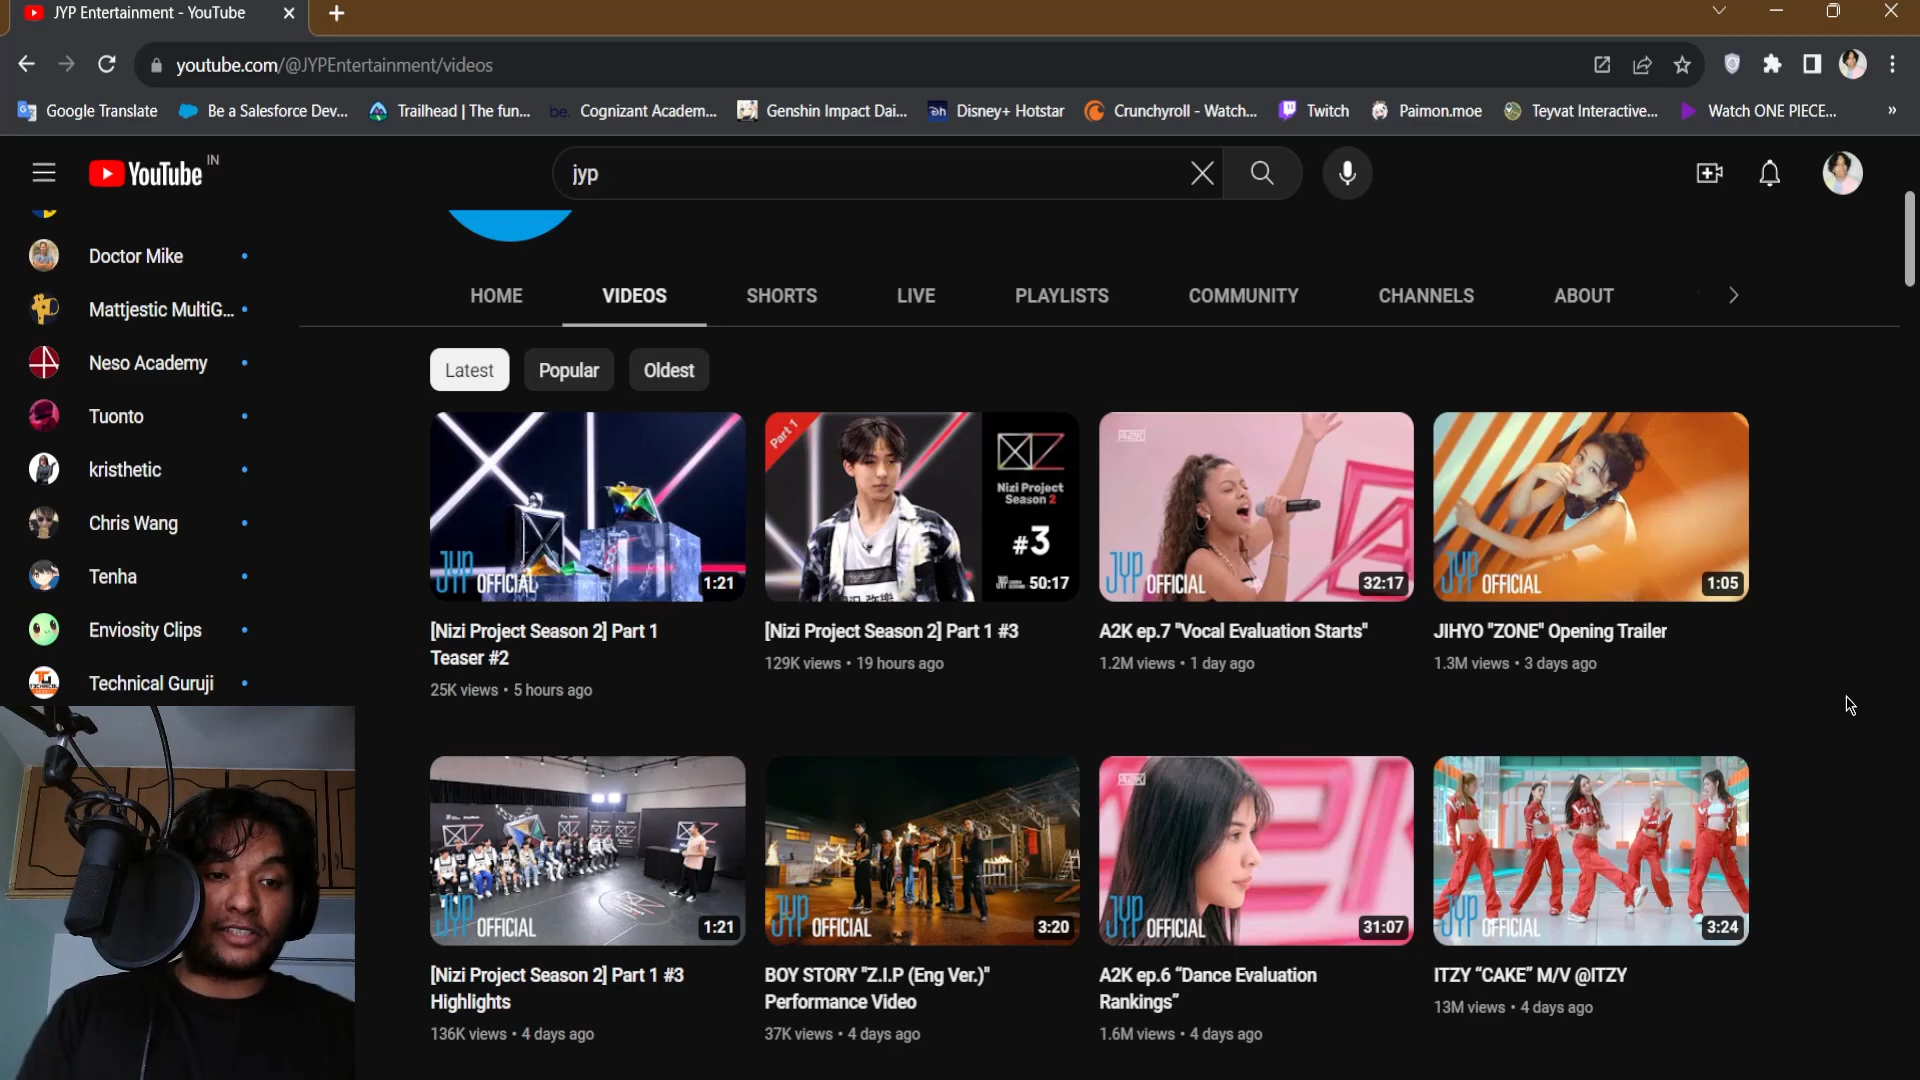 JYP Entertainment - YouTube
youtube.com/@JYPEntertainment/videos
Google Translate
Be a Salesforce Dev...
Trailhead | The fun...
be. Cognizant Academ...
Genshin Impact Dai...
Disney+ Hotstar
Crunchyroll - Watch...
Twitch
Paimon.moe
Teyvat Interactive...
Watch ONE PIECE...
YouTube IN
jyp
Doctor Mike
Mattjestic MultiG...
Neso Academy
Tuonto
kristhetic
Chris Wang
Tenha
Enviosity Clips
Technical Guruji
HOME
VIDEOS
SHORTS
LIVE
PLAYLISTS
COMMUNITY
CHANNELS
ABOUT
Latest
Popular
Oldest
JYP OFFICIAL
1:21
[Nizi Project Season 2] Part 1
Teaser #2
25K views • 5 hours ago
Part 1
Nizi Project
Season 2
#3
50:17
[Nizi Project Season 2] Part 1 #3
129K views • 19 hours ago
A2K
JYP OFFICIAL
32:17
A2K ep.7 "Vocal Evaluation Starts"
1.2M views • 1 day ago
JYP OFFICIAL
1:05
JIHYO "ZONE" Opening Trailer
1.3M views • 3 days ago
JYP OFFICIAL
1:21
[Nizi Project Season 2] Part 1 #3
Highlights
136K views • 4 days ago
JYP OFFICIAL
3:20
BOY STORY "Z.I.P (Eng Ver.)"
Performance Video
37K views • 4 days ago
A2K
JYP OFFICIAL
31:07
A2K ep.6 “Dance Evaluation
Rankings”
1.6M views • 4 days ago
JYP OFFICIAL
3:24
ITZY “CAKE” M/V @ITZY
13M views • 4 days ago